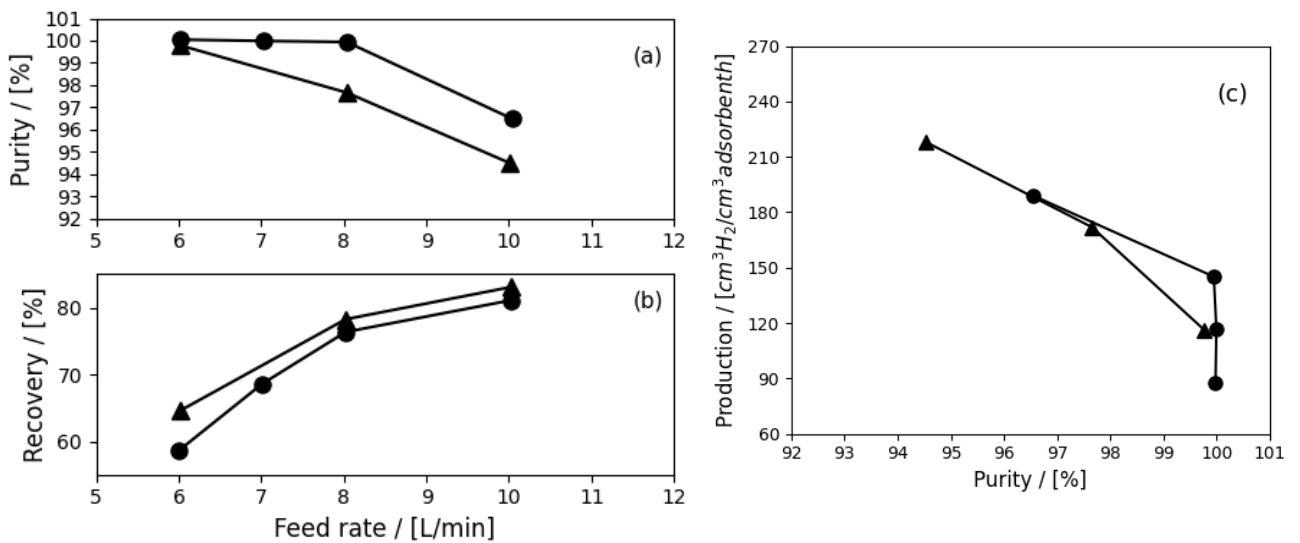 101
100
99
98
97
96
95
94
93
92
Purity / [%]
(a)
5 6 7 8 9 10 11 12
80
70
60
Recovery / [%]
(b)
5 6 7 8 9 10 11 12
Feed rate / [L/min]
270
240
210
180
150
120
90
60
Production / [cm³H₂/cm³adsorbenth]
(c)
92 93 94 95 96 97 98 99 100 101
Purity / [%]